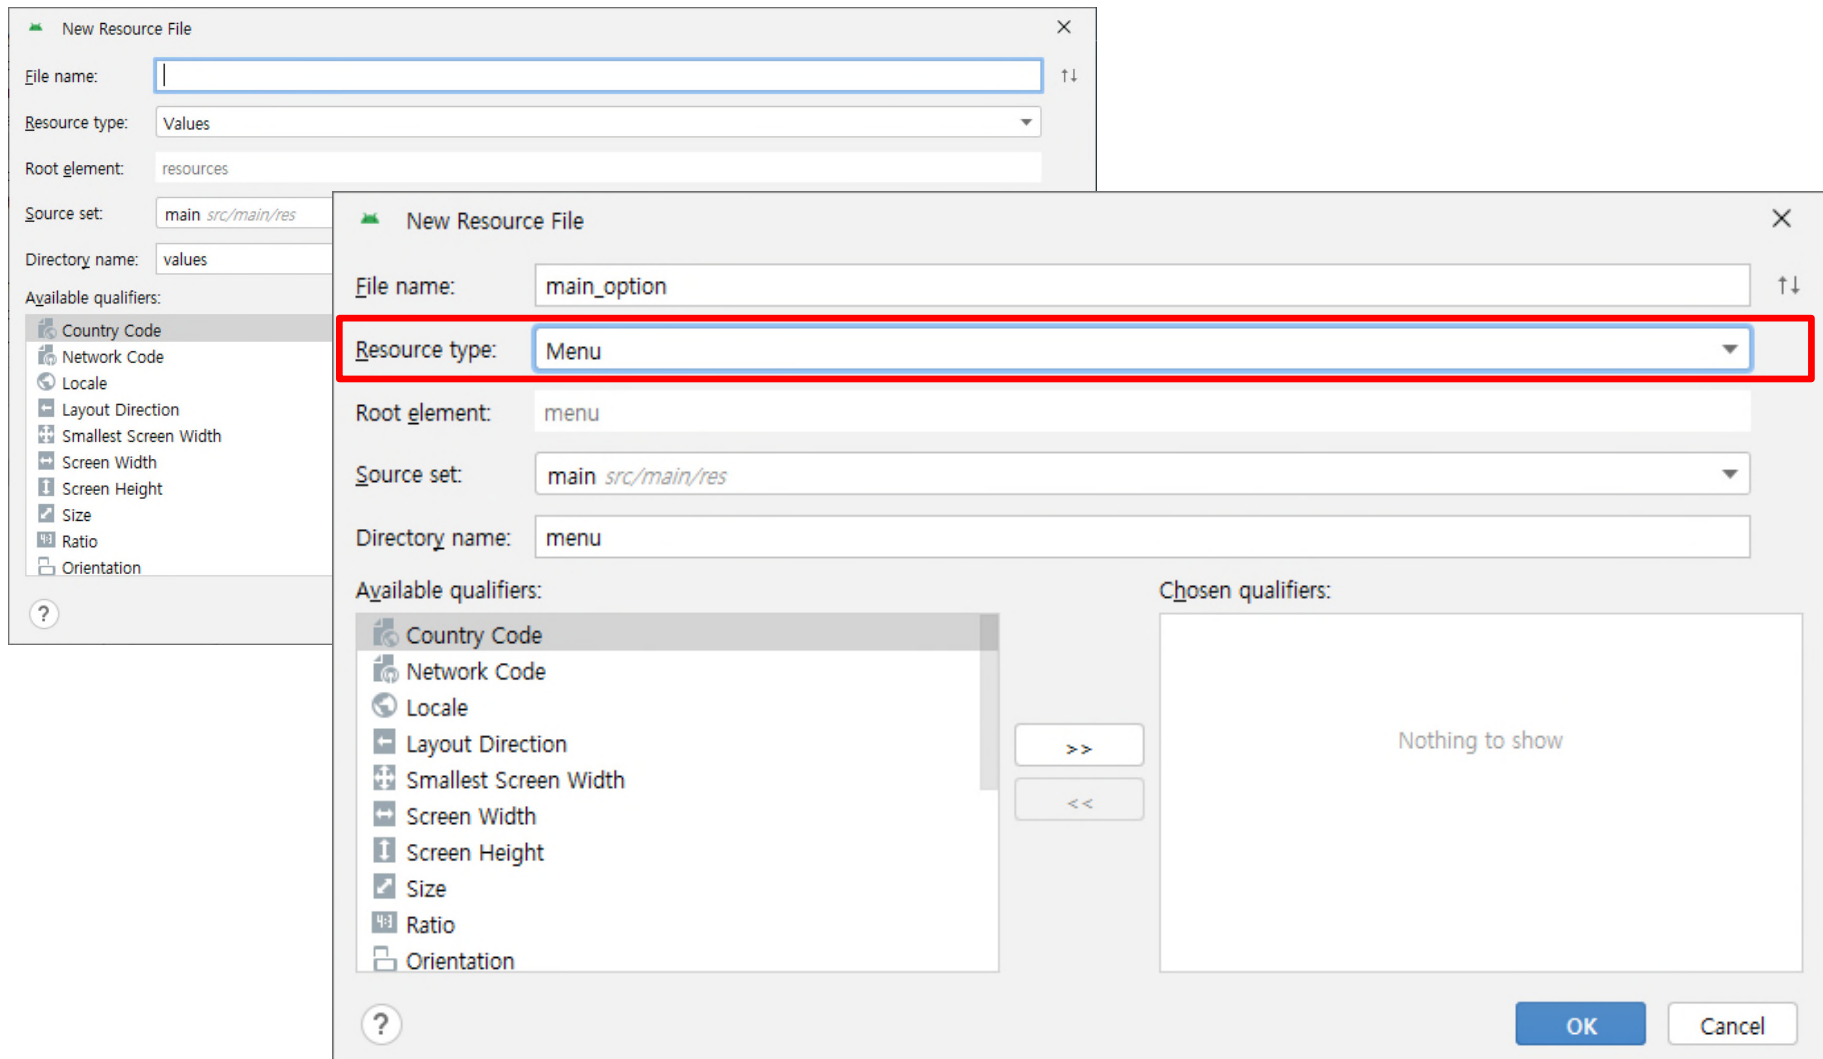 New Resource File
File name:
Resource type: Values
Root element: resources
Source set: main src/main/res
Directory name: values
Available qualifiers:
Country Code
Network Code
Locale
Layout Direction
Smallest Screen Width
Screen Width
Screen Height
Size
Ratio
Orientation
?
New Resource File
File name: main_option
Resource type: Menu
Root element: menu
Source set: main src/main/res
Directory name: menu
Available qualifiers:
Country Code
Network Code
Locale
Layout Direction
Smallest Screen Width
Screen Width
Screen Height
Size
4:3 Ratio
Orientation
>>
<<
Chosen qualifiers:
Nothing to show
?
OK
Cancel